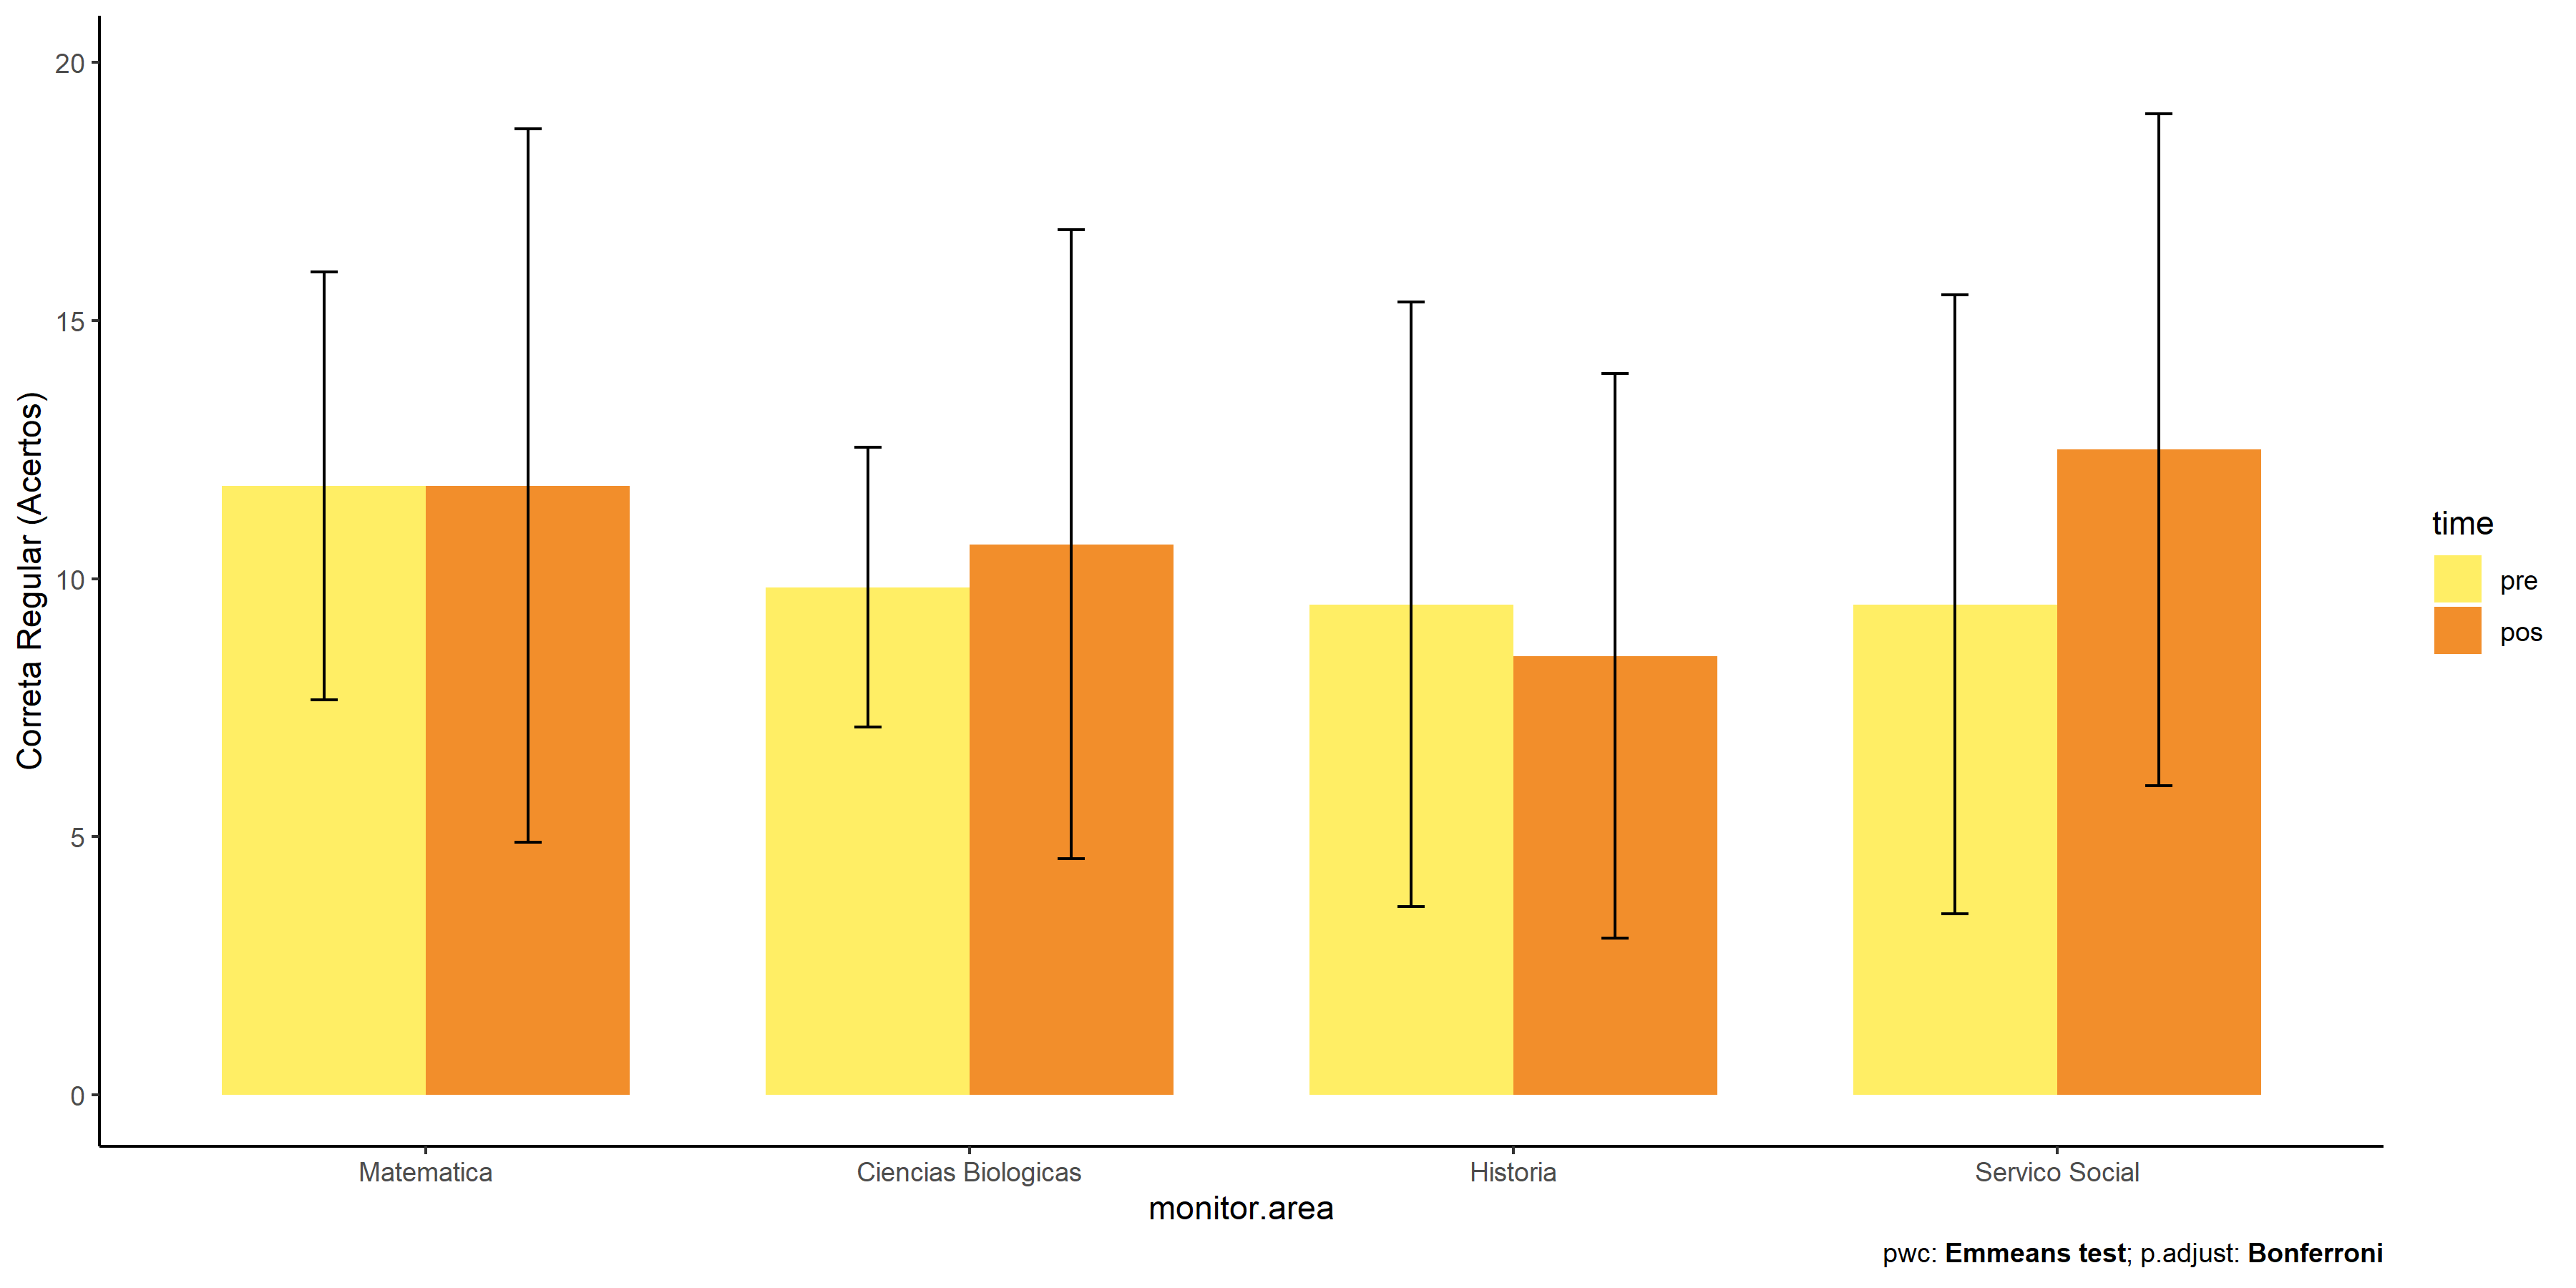 20
15
10
5
0
Correta Regular (Acertos)
Matematica
Ciencias Biologicas
Historia
Servico Social
monitor.area
time
pre
pos
pwc: Emmeans test; p.adjust: Bonferroni